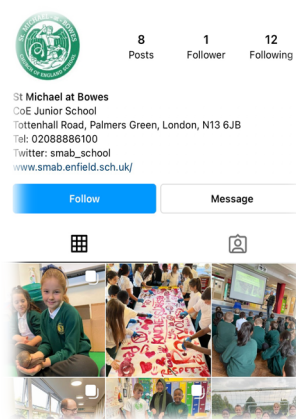 8
1
12
Posts
Follower
Following
St Michael at Bowes
CoE Junior School
Tottenhall Road, Palmers Green, London, N13 6JB
Tel: 02088886100
Twitter: smab_school
www.smab.enfield.sch.uk/
Follow
Message